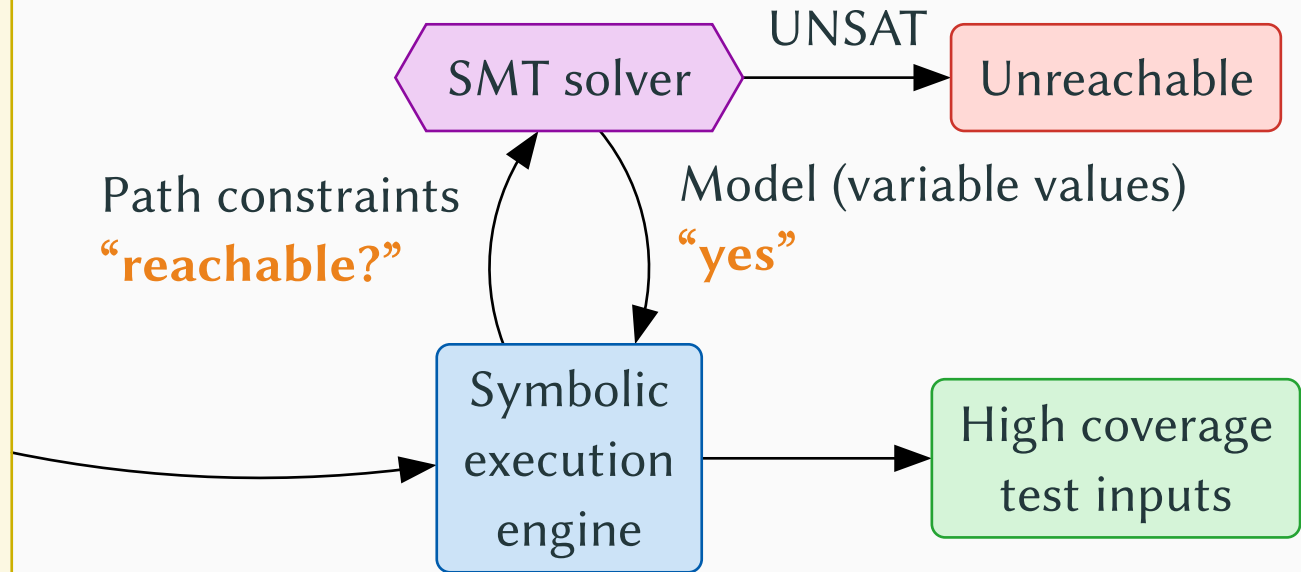 UNSAT
SMT solver
Unreachable
Path constraints
“reachable?”
Model (variable values)
“yes”
Symbolic
execution
engine
High coverage
test inputs